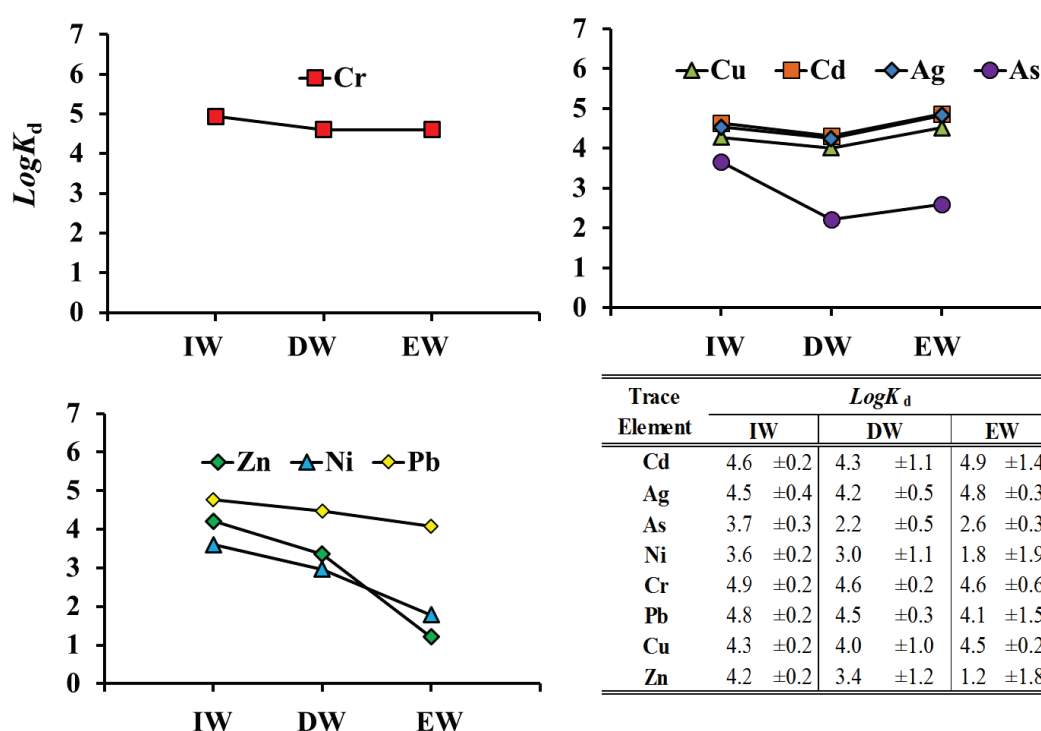 LogKd
7
6
5
4
3
2
1
0
Cr
IW DW EW
7
6
5
4
3
2
1
0
Cu Cd Ag As
IW DW EW
7
6
5
4
3
2
1
0
Zn Ni Pb
IW DW EW
Trace Element LogKd
IW DW EW
Cd 4.6 ±0.2 4.3 ±1.1 4.9 ±1.4
Ag 4.5 ±0.4 4.2 ±0.5 4.8 ±0.3
As 3.7 ±0.3 2.2 ±0.5 2.6 ±0.3
Ni 3.6 ±0.2 3.0 ±1.1 1.8 ±1.9
Cr 4.9 ±0.2 4.6 ±0.2 4.6 ±0.6
Pb 4.8 ±0.2 4.5 ±0.3 4.1 ±1.5
Cu 4.3 ±0.2 4.0 ±1.0 4.5 ±0.2
Zn 4.2 ±0.2 3.4 ±1.2 1.2 ±1.8